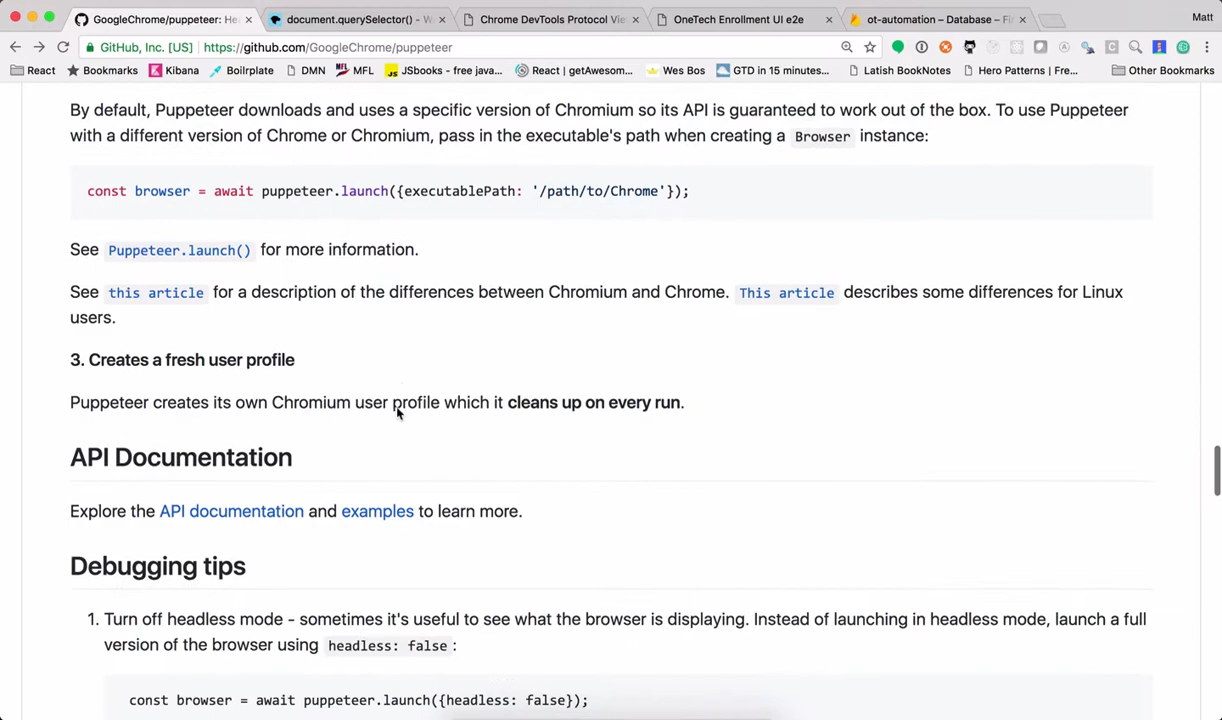 GoogleChrome/puppeteer: He
document.querySelector() - W
Chrome DevTools Protocol Vie
OneTech Enrollment UI e2e
ot-automation – Database – Fi
Matt
GitHub, Inc. [US]
https://github.com/GoogleChrome/puppeteer
React
Bookmarks
Kibana
Boilrplate
DMN
MFL
JSbooks - free java...
React | getAwesom...
Wes Bos
GTD in 15 minutes...
Latish BookNotes
Hero Patterns | Fre...
Other Bookmarks
By default, Puppeteer downloads and uses a specific version of Chromium so its API is guaranteed to work out of the box. To use Puppeteer
with a different version of Chrome or Chromium, pass in the executable's path when creating a Browser instance:
const browser = await puppeteer.launch({executablePath: '/path/to/Chrome'});
See Puppeteer.launch() for more information.
See this article for a description of the differences between Chromium and Chrome. This article describes some differences for Linux
users.
3. Creates a fresh user profile
Puppeteer creates its own Chromium user profile which it cleans up on every run.
API Documentation
Explore the API documentation and examples to learn more.
Debugging tips
1. Turn off headless mode - sometimes it's useful to see what the browser is displaying. Instead of launching in headless mode, launch a full
version of the browser using headless: false:
const browser = await puppeteer.launch({headless: false});